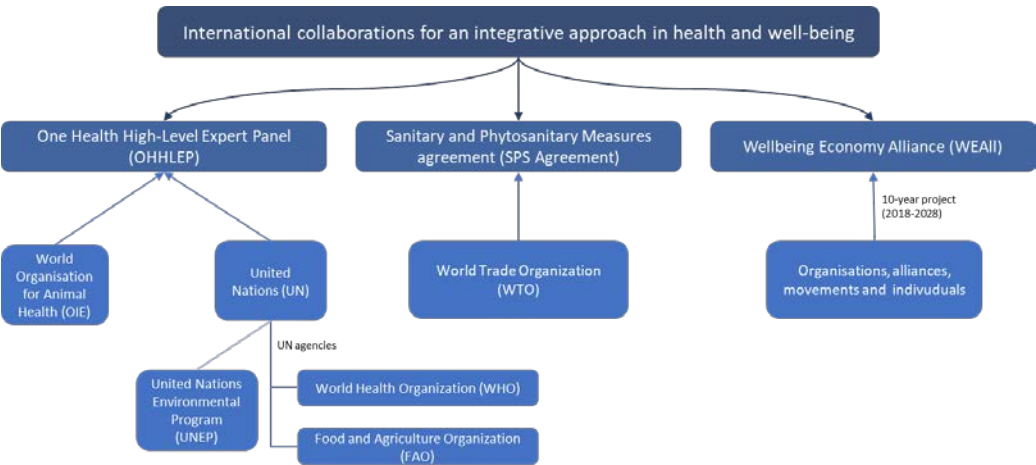 International collaborations for an integrative approach in health and well-being
One Health High-Level Expert Panel
(OHHLEP)
Sanitary and Phytosanitary Measures
agreement (SPS Agreement)
Wellbeing Economy Alliance (WEAll)
10-year project
(2018-2028)
World
Organisation
for Animal
Health (OIE)
United
Nations (UN)
World Trade Organization
(WTO)
Organisations, alliances,
movements and indivuduals
UN agencies
United Nations
Environmental
Program
(UNEP)
World Health Organization (WHO)
Food and Agriculture Organization
(FAO)